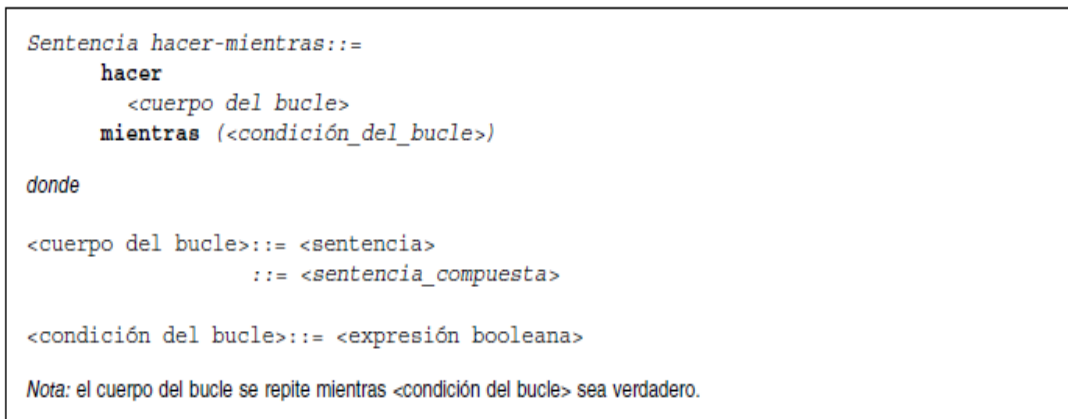 Sentencia hacer-mientras::=
hacer
<cuerpo del bucle>
mientras (<condición_del_bucle>)
donde
<cuerpo del bucle>::= <sentencia>
::= <sentencia_compuesta>
<condición del bucle>::= <expresión booleana>
Nota: el cuerpo del bucle se repite mientras <condición del bucle> sea verdadero.